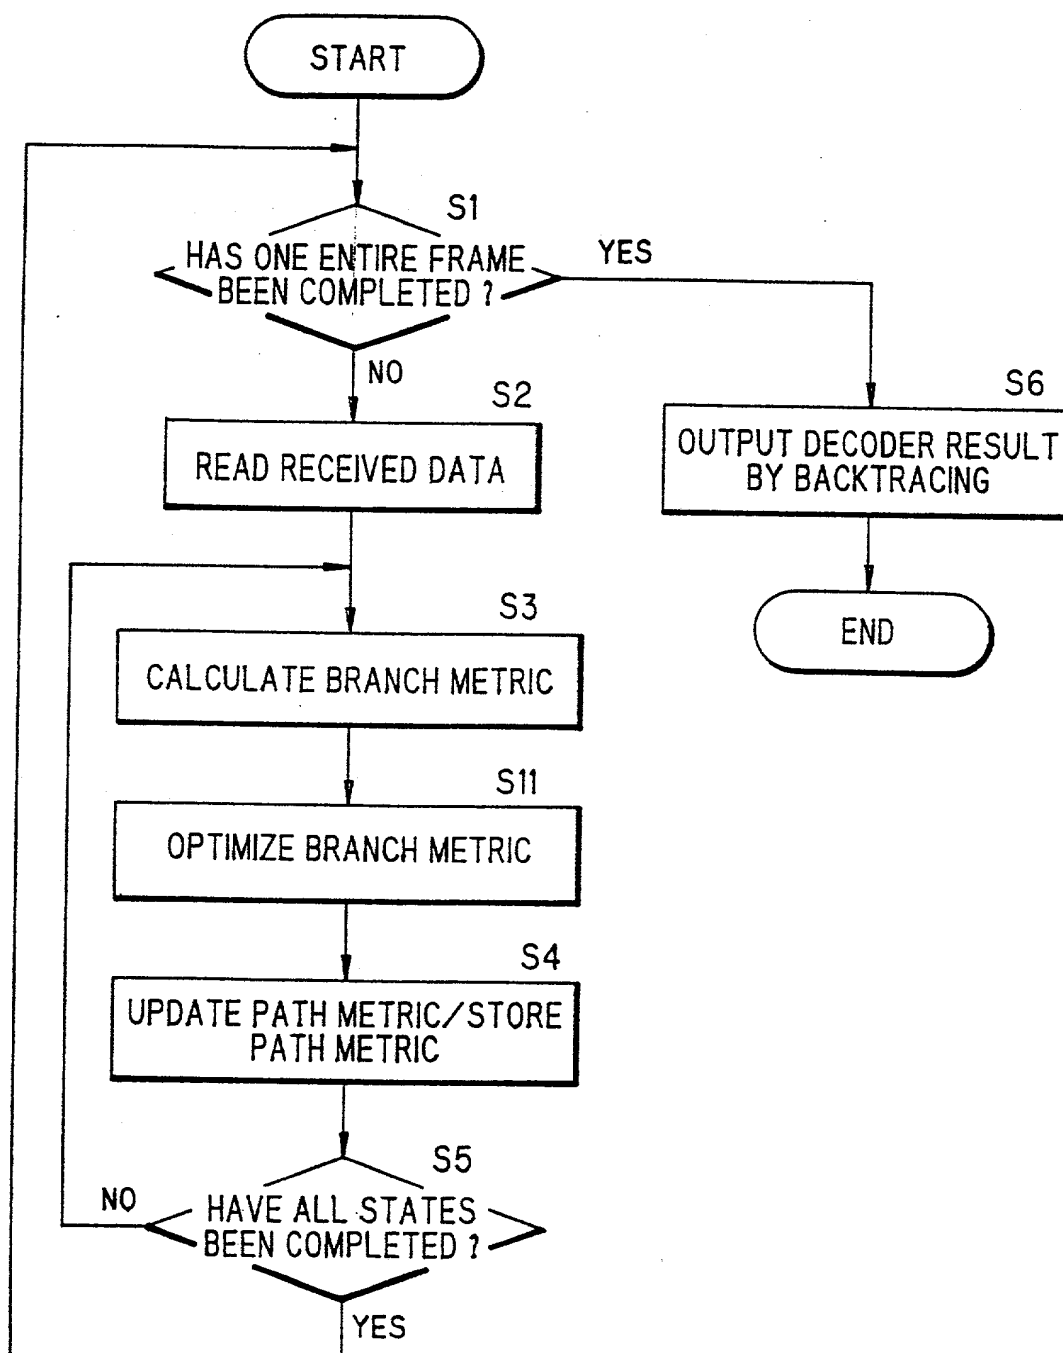 START
S1
HAS ONE ENTIRE FRAME
BEEN COMPLETED ?
YES
NO
S2
READ RECEIVED DATA
S6
OUTPUT DECODER RESULT
BY BACKTRACING
END
S3
CALCULATE BRANCH METRIC
S11
OPTIMIZE BRANCH METRIC
S4
UPDATE PATH METRIC/STORE
PATH METRIC
S5
HAVE ALL STATES
BEEN COMPLETED ?
NO
YES